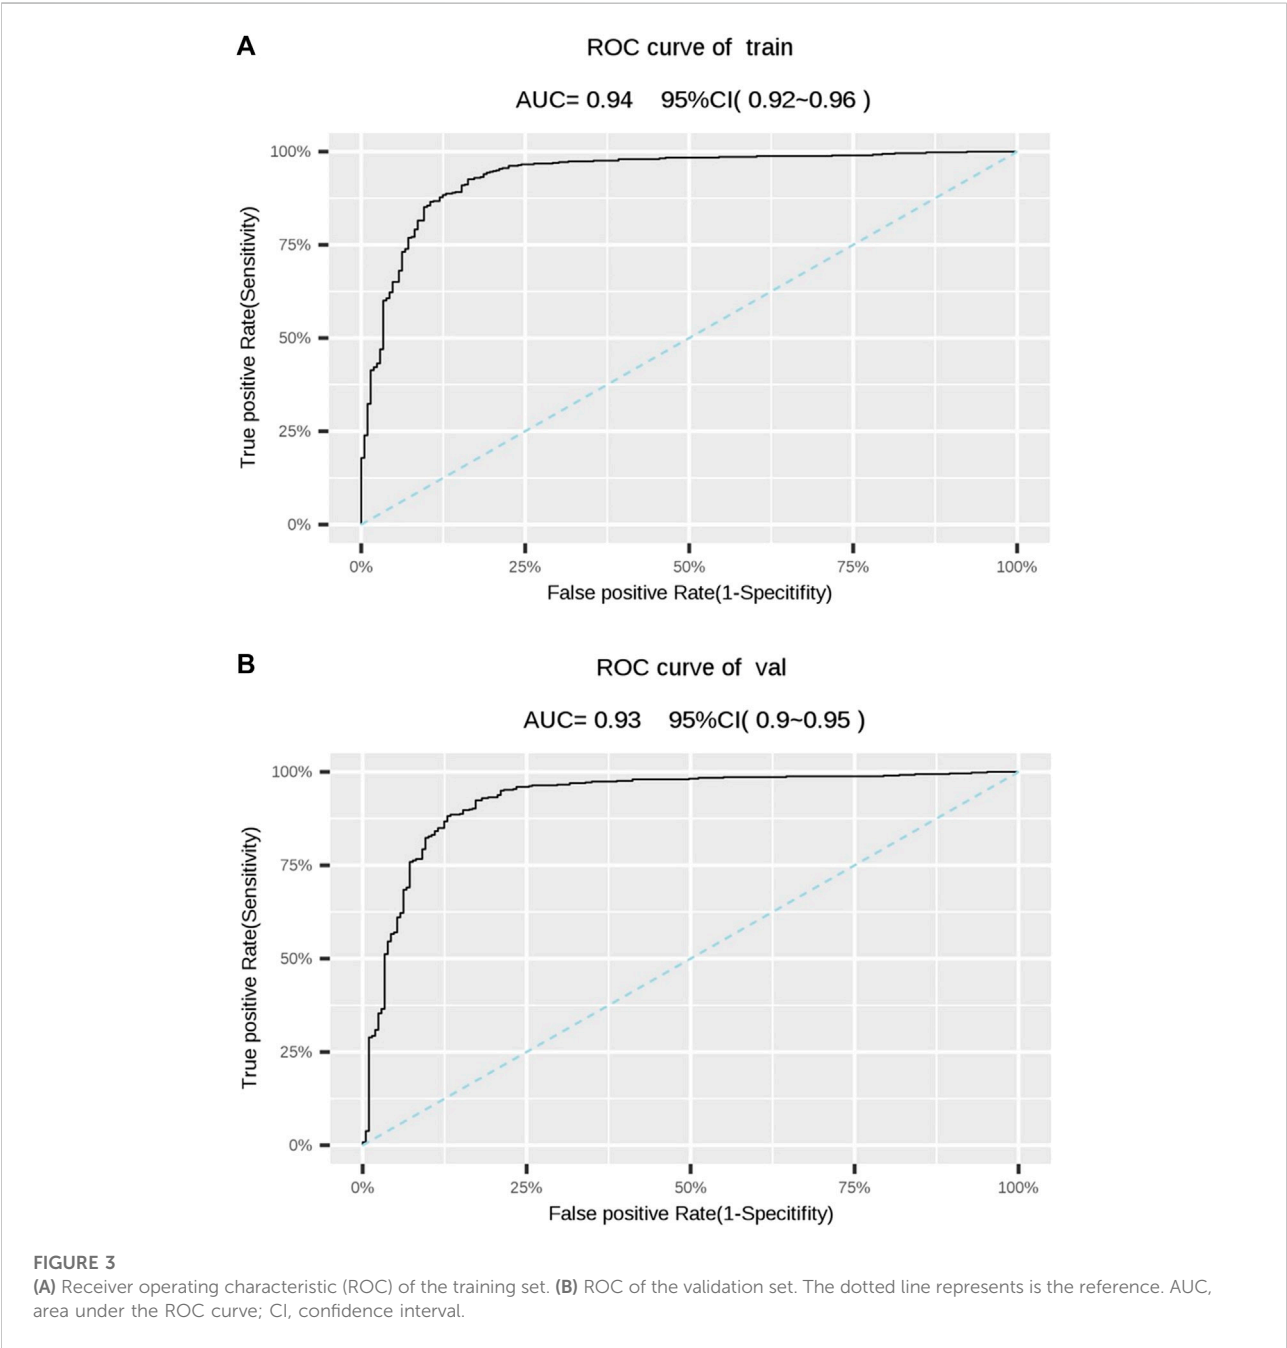 A
ROC curve of  train
AUC= 0.94    95%CI( 0.92~0.96 )
100%
75%
50%
25%
0%
True positive Rate(Sensitivity)
0%
25%
50%
75%
100%
False positive Rate(1-Specitifity)
B
ROC curve of  val
AUC= 0.93    95%CI( 0.9~0.95 )
100%
75%
50%
25%
0%
True positive Rate(Sensitivity)
0%
25%
50%
75%
100%
False positive Rate(1-Specitifity)
FIGURE 3
(A) Receiver operating characteristic (ROC) of the training set. (B) ROC of the validation set. The dotted line represents is the reference. AUC,
area under the ROC curve; CI, confidence interval.